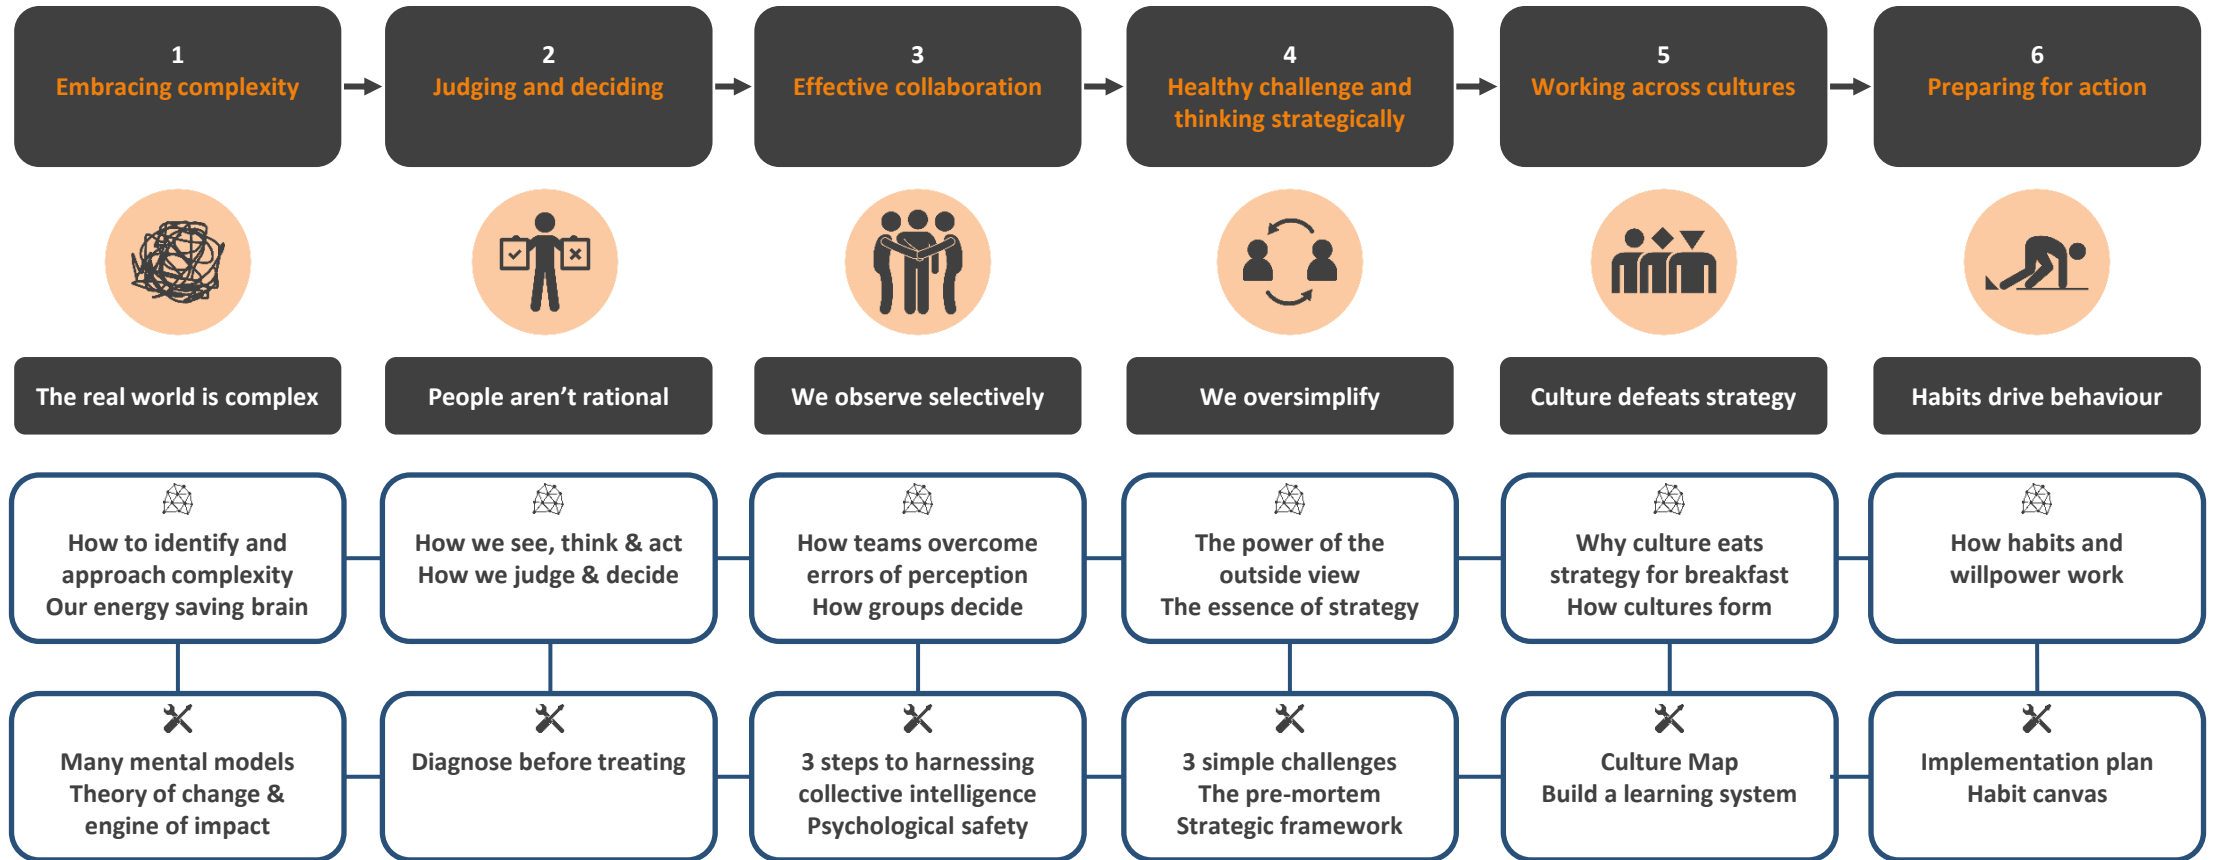 1
Embracing complexity
2
Judging and deciding
3
Effective collaboration
4
Healthy challenge and
thinking strategically
5
Working across cultures
6
Preparing for action
The real world is complex
People aren’t rational
We observe selectively
We oversimplify
Culture defeats strategy
Habits drive behaviour
How to identify and
approach complexity
Our energy saving brain
How we see, think & act
How we judge & decide
How teams overcome
errors of perception
How groups decide
The power of the
outside view
The essence of strategy
Why culture eats
strategy for breakfast
How cultures form
How habits and
willpower work
Many mental models
Theory of change &
engine of impact
Diagnose before treating
3 steps to harnessing
collective intelligence
Psychological safety
3 simple challenges
The pre-mortem
Strategic framework
Culture Map
Build a learning system
Implementation plan
Habit canvas